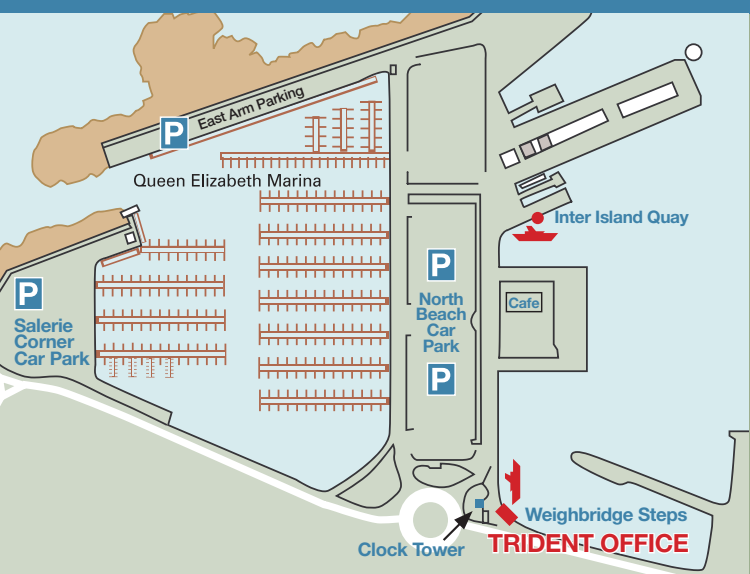 P
East Arm Parking
Queen Elizabeth Marina
Inter Island Quay
P
Salerie
Corner
Car Park
P
North
Beach
Car
Park
P
Cafe
Weighbridge Steps
TRIDENT OFFICE
Clock Tower